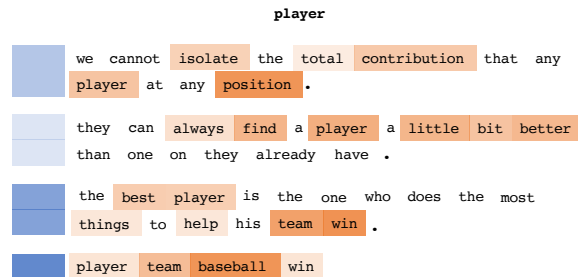 player
we cannot isolate the total contribution that any
player at any position .
they can always find a player a little bit better
than one on they already have .
the best player is the one who does the most
things to help his team win .
player team baseball win